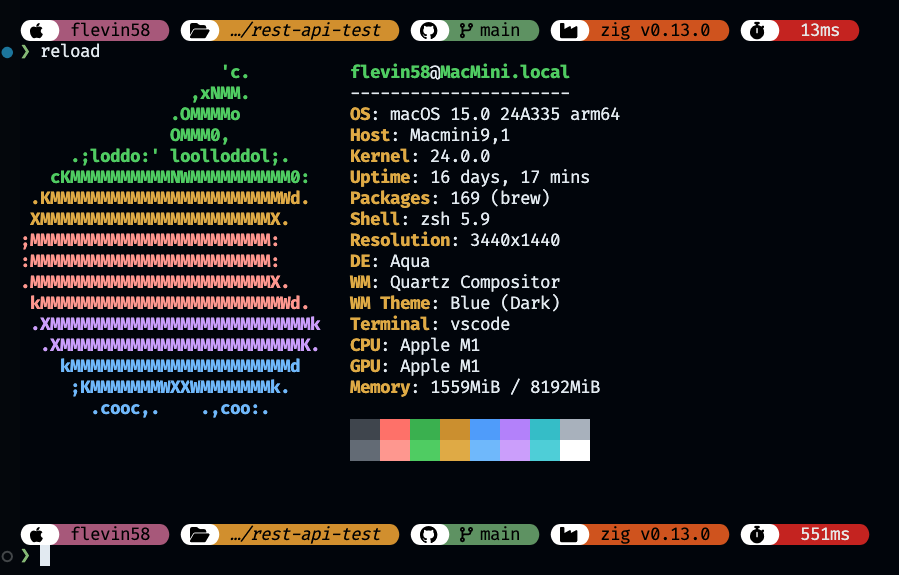 flevin58 …/rest-api-test main zig v0.13.0 13ms
❯ reload
'c.
,xNMM.
.OMMMMo
OMMM0,
.;loddo:' loolloddol;.
cKMMMMMMMMMMNWMMMMMMMMMM0:
.KMMMMMMMMMMMMMMMMMMMMMMMWd.
XMMMMMMMMMMMMMMMMMMMMMMMX.
;MMMMMMMMMMMMMMMMMMMMMMMM:
:MMMMMMMMMMMMMMMMMMMMMMMM:
.MMMMMMMMMMMMMMMMMMMMMMMMX.
kMMMMMMMMMMMMMMMMMMMMMMMMWd.
.XMMMMMMMMMMMMMMMMMMMMMMMMMMk
.XMMMMMMMMMMMMMMMMMMMMMMMMK.
kMMMMMMMMMMMMMMMMMMMMMMd
;KMMMMMMMWXXWMMMMMMMk.
.cooc,. .,coo:.
flevin58@MacMini.local
----------------------
OS: macOS 15.0 24A335 arm64
Host: Macmini9,1
Kernel: 24.0.0
Uptime: 16 days, 17 mins
Packages: 169 (brew)
Shell: zsh 5.9
Resolution: 3440x1440
DE: Aqua
WM: Quartz Compositor
WM Theme: Blue (Dark)
Terminal: vscode
CPU: Apple M1
GPU: Apple M1
Memory: 1559MiB / 8192MiB
flevin58 …/rest-api-test main zig v0.13.0 551ms
❯